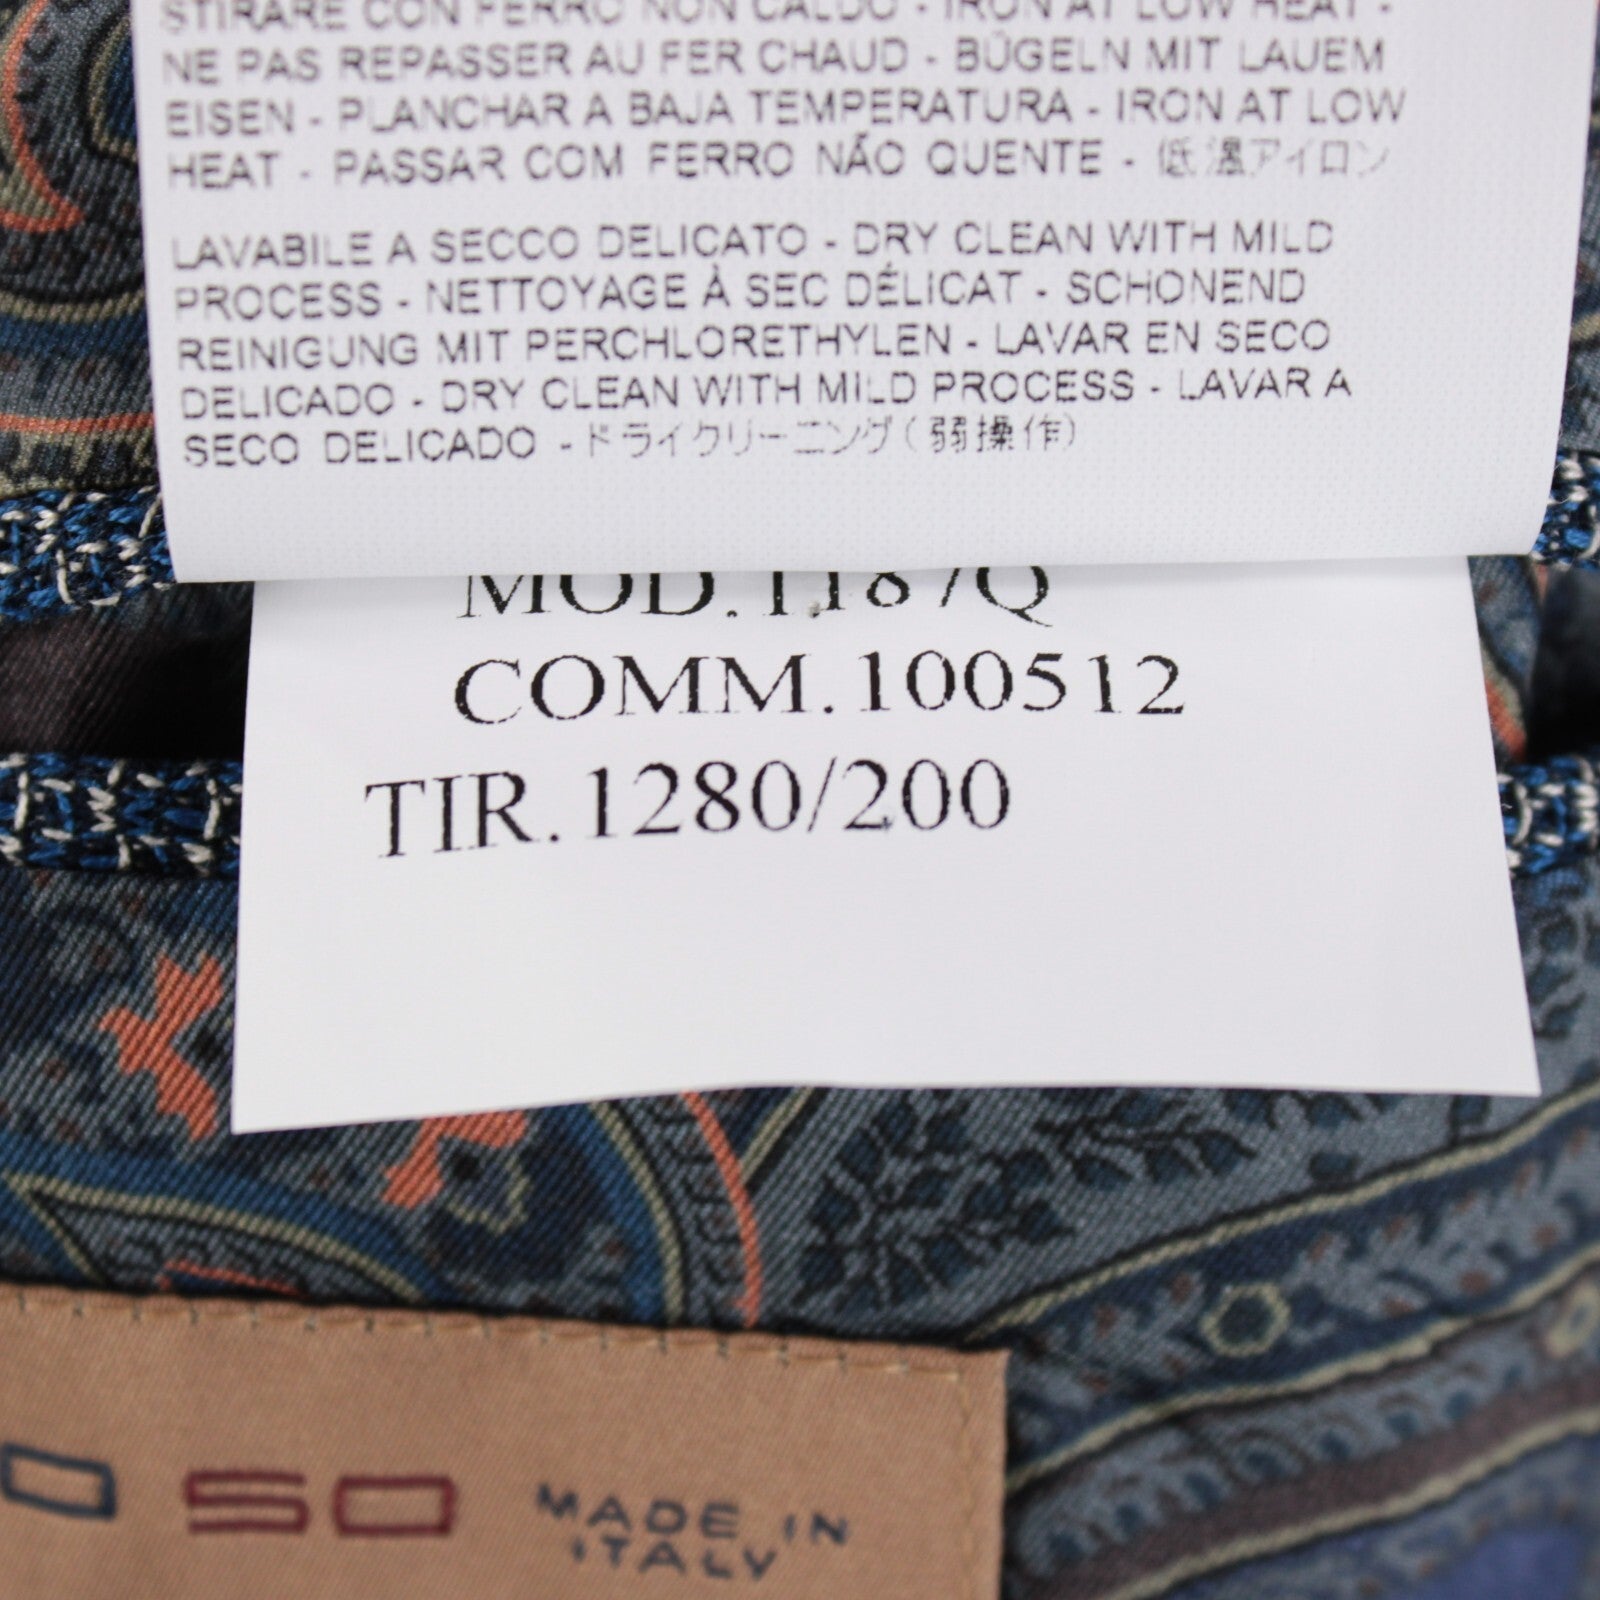 STIRARE CON FERRO NON CALDO - IRON AT LOW HEAT -
NE PAS REPASSER AU FER CHAUD - BÜGELN MIT LAUEM
EISEN - PLANCHAR A BAJA TEMPERATURA - IRON AT LOW
HEAT - PASSAR COM FERRO NÃO QUENTE - 低温アイロン
LAVABILE A SECCO DELICATO - DRY CLEAN WITH MILD
PROCESS - NETTOYAGE À SEC DÉLICAT - SCHONEND
REINIGUNG MIT PERCHLORETHYLEN - LAVAR EN SECO
DELICADO - DRY CLEAN WITH MILD PROCESS - LAVAR A
SECO DELICADO - ドライクリーニング(弱操作)
MOD.1187Q
COMM.100512
TIR.1280/200
O 50
MADE IN
ITALY